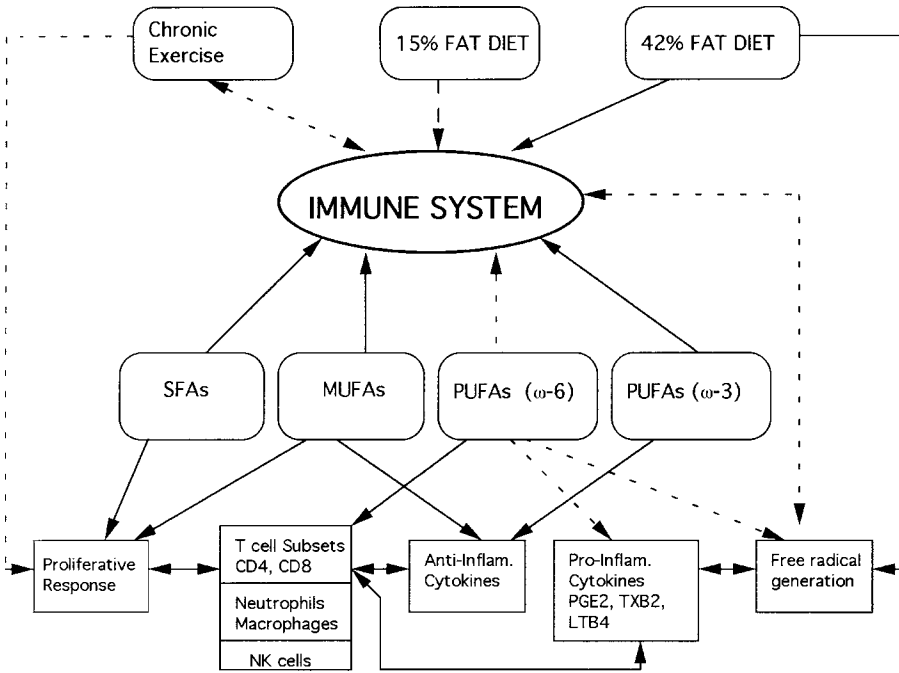 Chronic
Exercise
15% FAT DIET
42% FAT DIET
IMMUNE SYSTEM
SFAs
MUFAs
PUFAs (ω-6)
PUFAs (ω-3)
Proliferative
Response
T cell Subsets
CD4, CD8
Neutrophils
Macrophages
NK cells
Anti-Inflam.
Cytokines
Pro-Inflam.
Cytokines
PGE2, TXB2,
LTB4
Free radical
generation